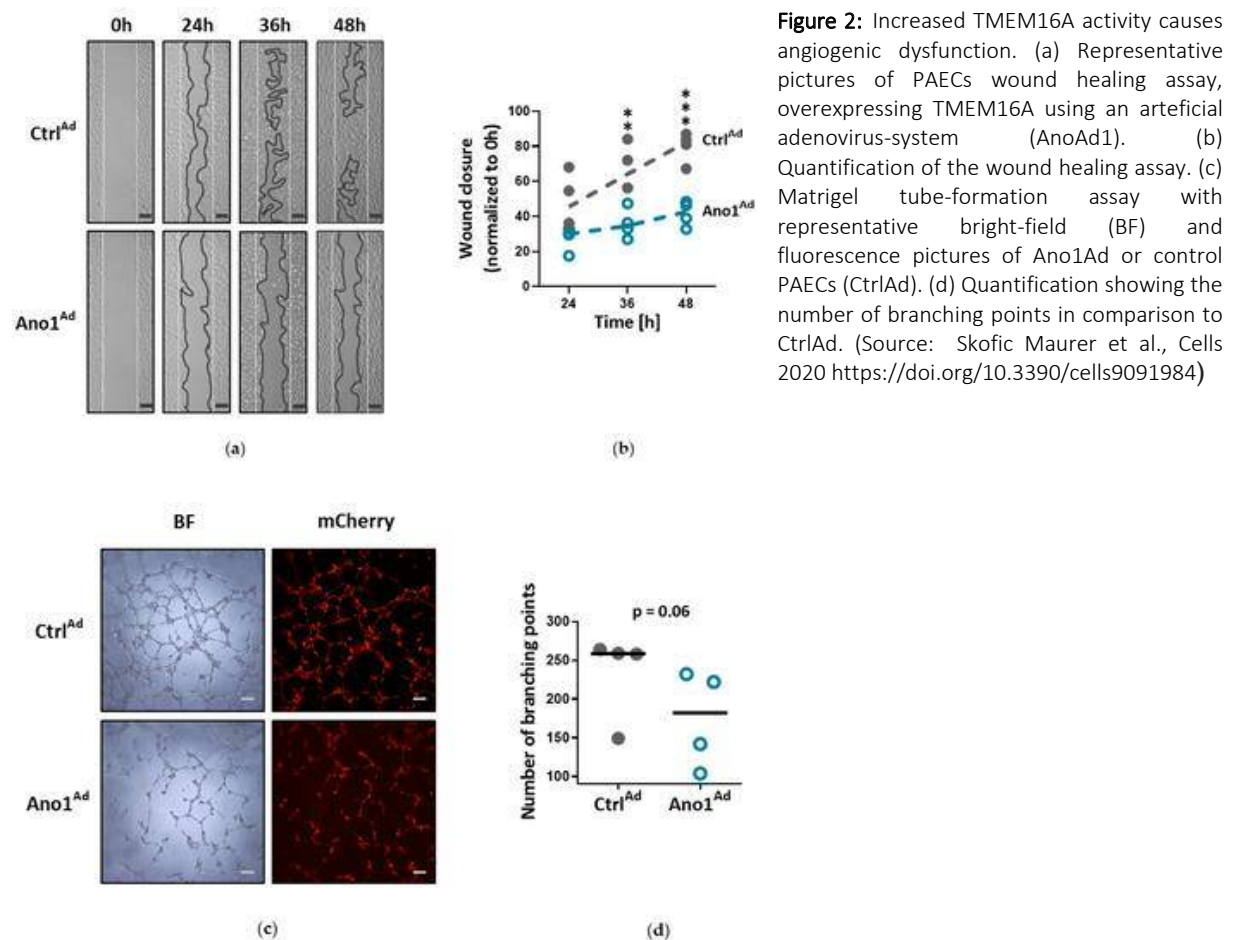 0h 24h 36h 48h
Ctrl^Ad
Ano1^Ad
(a)
100
80
60
40
20
0
Wound dosure
(normalized to 0h)
**
***
Ctrl^Ad
Ano1^Ad
24 36 48
Time [h]
(b)
Figure 2: Increased TMEM16A activity causes
angiogenic dysfunction. (a) Representative
pictures of PAECs wound healing assay,
overexpressing TMEM16A using an arteficial
adenovirus-system (AnoAd1). (b)
Quantification of the wound healing assay. (c)
Matrigel tube-formation assay with
representative bright-field (BF) and
fluorescence pictures of Ano1Ad or control
PAECs (CtrlAd). (d) Quantification showing the
number of branching points in comparison to
CtrlAd. (Source: Skofic Maurer et al., Cells
2020 https://doi.org/10.3390/cells9091984)
BF mCherry
Ctrl^Ad
Ano1^Ad
(c)
Number of branching points
p = 0.06
300
250
200
150
100
Ctrl^Ad Ano1^Ad
(d)